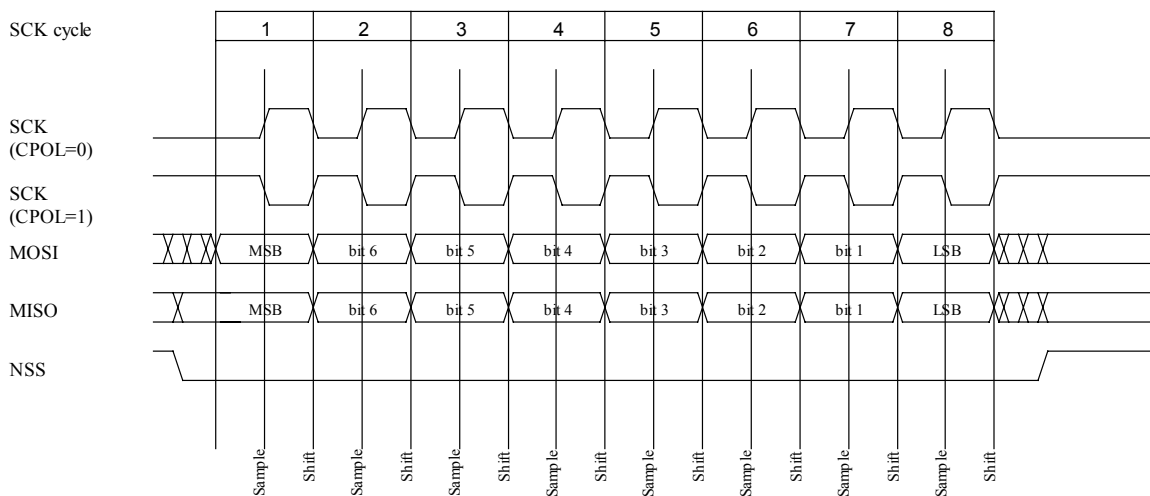 SCK cycle 1 2 3 4 5 6 7 8
SCK
(CPOL=0)
SCK
(CPOL=1)
MOSI MSB bit 6 bit 5 bit 4 bit 3 bit 2 bit 1 LSB
MISO MSB bit 6 bit 5 bit 4 bit 3 bit 2 bit 1 LSB
NSS
Sample Shift Sample Shift Sample Shift Sample Shift Sample Shift Sample Shift Sample Shift Sample Shift